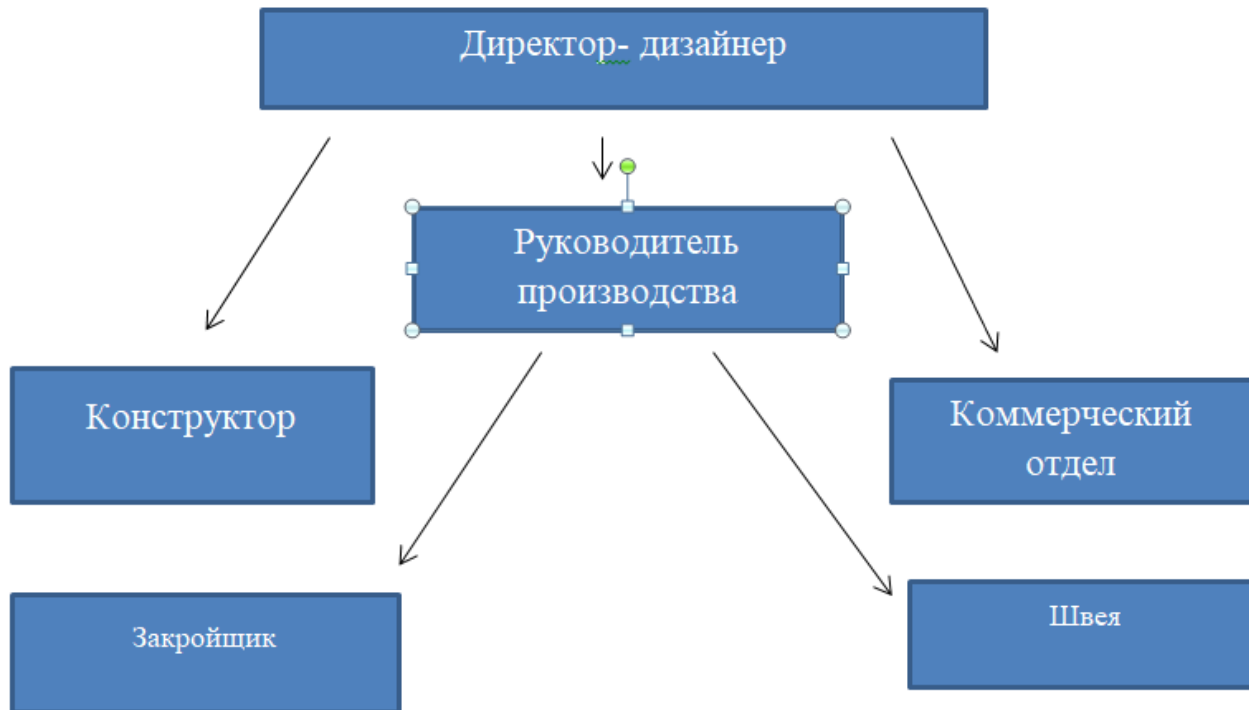 Директор- дизайнер
Руководитель
производства
Конструктор
Коммерческий
отдел
Закройщик
Швея